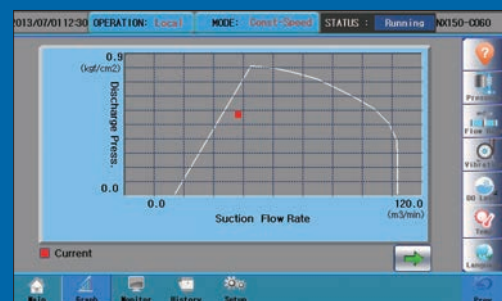 2013/07/01 12:30 OPERATION: Local MODE: Const-Speed STATUS : Running NX150-C060
0.9
(kgf/cm2)
Discharge Press.
0.0
0.0
120.0
Suction Flow Rate
(m3/min)
Current
Main Graph Monitor History Setup